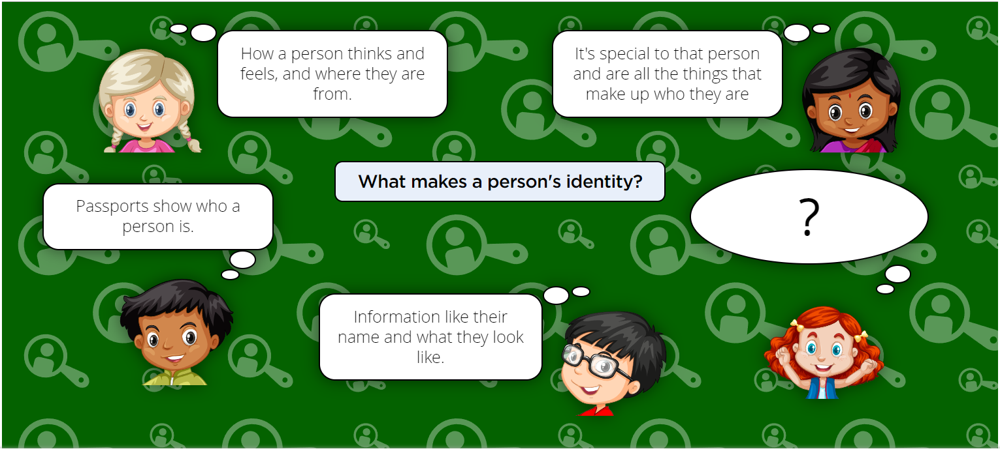 How a person thinks and
feels, and where they are
from.
It's special to that person
and are all the things that
make up who they are
What makes a person's identity?
Passports show who a
person is.
?
Information like their
name and what they look
like.